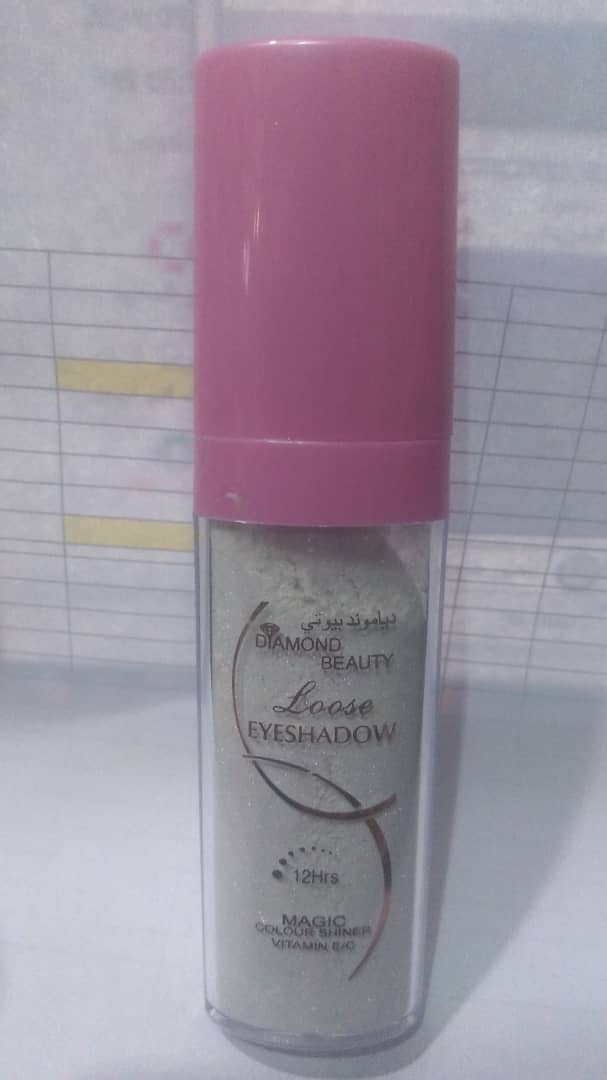 دياموند بيوتي
DIAMOND
BEAUTY
Loose
EYESHADOW
12Hrs
MAGIC
COLOUR SHINER
VITAMIN E/C